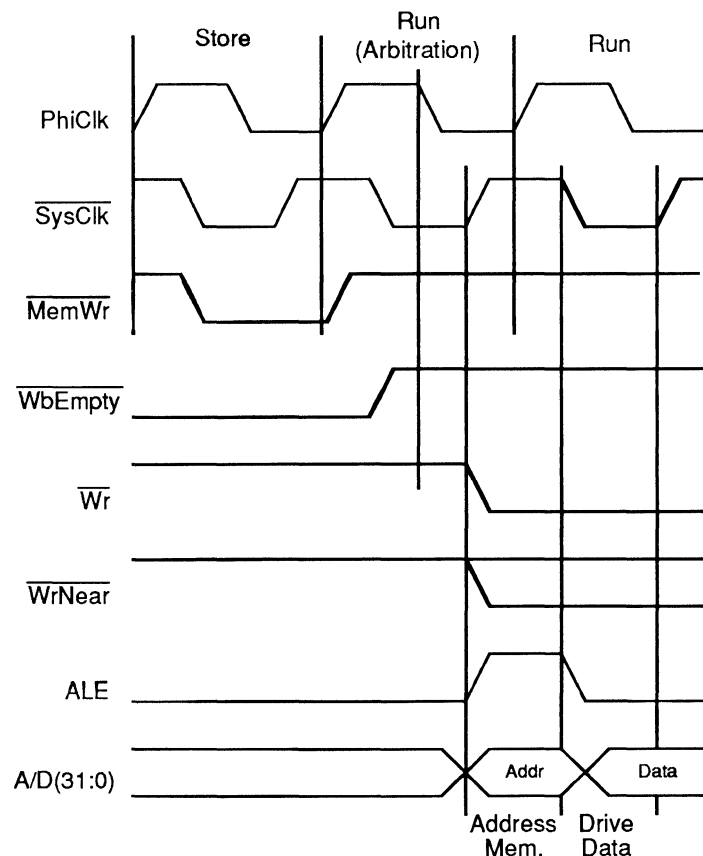 Store
Run
(Arbitration)
Run
PhiClk
SysClk
MemWr
WbEmpty
Wr
WrNear
ALE
A/D(31:0)
Addr
Data
Address
Mem.
Drive
Data